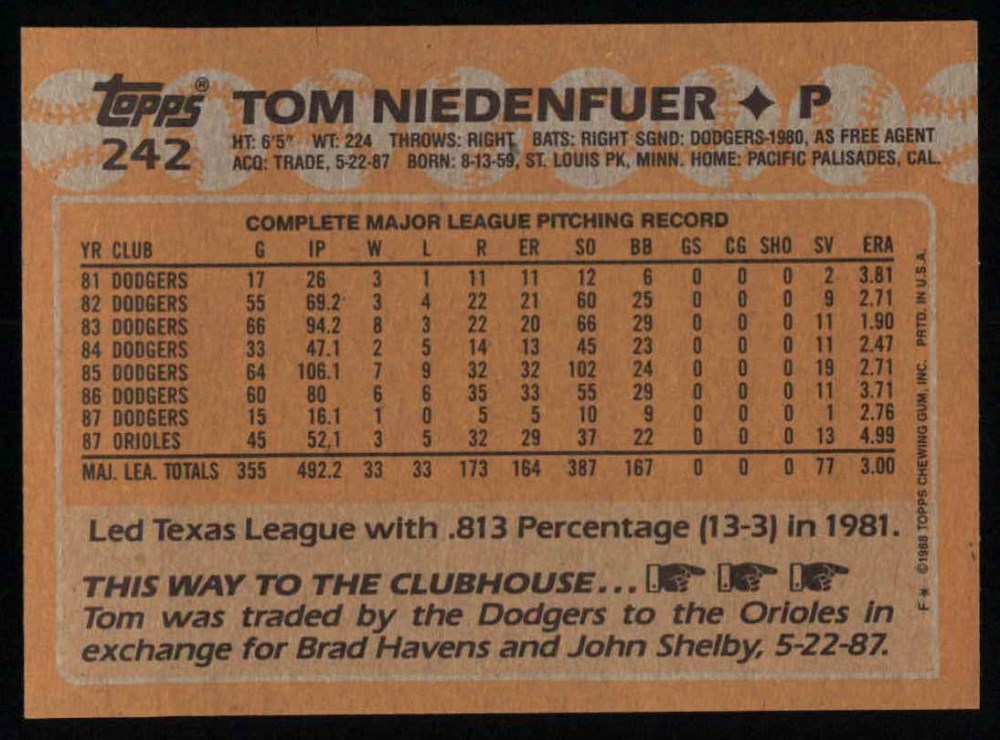 topps® TOM NIEDENFUER ✦ P
242 HT: 6'5" WT: 224 THROWS: RIGHT BATS: RIGHT SGND: DODGERS-1980, AS FREE AGENT
ACQ: TRADE, 5-22-87 BORN: 8-13-59, ST. LOUIS PK, MINN. HOME: PACIFIC PALISADES, CAL.
COMPLETE MAJOR LEAGUE PITCHING RECORD
YR CLUB G IP W L R ER SO BB GS CG SHO SV ERA
81 DODGERS 17 26 3 1 11 11 12 6 0 0 0 2 3.81
82 DODGERS 55 69.2 3 4 22 21 60 25 0 0 0 9 2.71
83 DODGERS 66 94.2 8 3 22 20 66 29 0 0 0 11 1.90
84 DODGERS 33 47.1 2 5 14 13 45 23 0 0 0 11 2.47
85 DODGERS 64 106.1 7 9 32 32 102 24 0 0 0 19 2.71
86 DODGERS 60 80 6 6 35 33 55 29 0 0 0 11 3.71
87 DODGERS 15 16.1 1 0 5 5 10 9 0 0 0 1 2.76
87 ORIOLES 45 52.1 3 5 32 29 37 22 0 0 0 13 4.99
MAJ. LEA. TOTALS 355 492.2 33 33 173 164 387 167 0 0 0 77 3.00
Led Texas League with .813 Percentage (13-3) in 1981.
THIS WAY TO THE CLUBHOUSE...
Tom was traded by the Dodgers to the Orioles in
exchange for Brad Havens and John Shelby, 5-22-87.
F* ©1988 TOPPS CHEWING GUM, INC. PRTD. IN U.S.A.